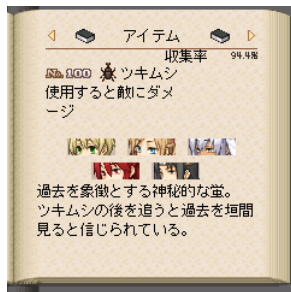 アイテム
収集率 94.4%
No.100 ツキムシ
使用すると敵にダメ
ージ
過去を象徴とする神秘的な蛍。
ツキムシの後を追うと過去を垣間
見ると信じられている。